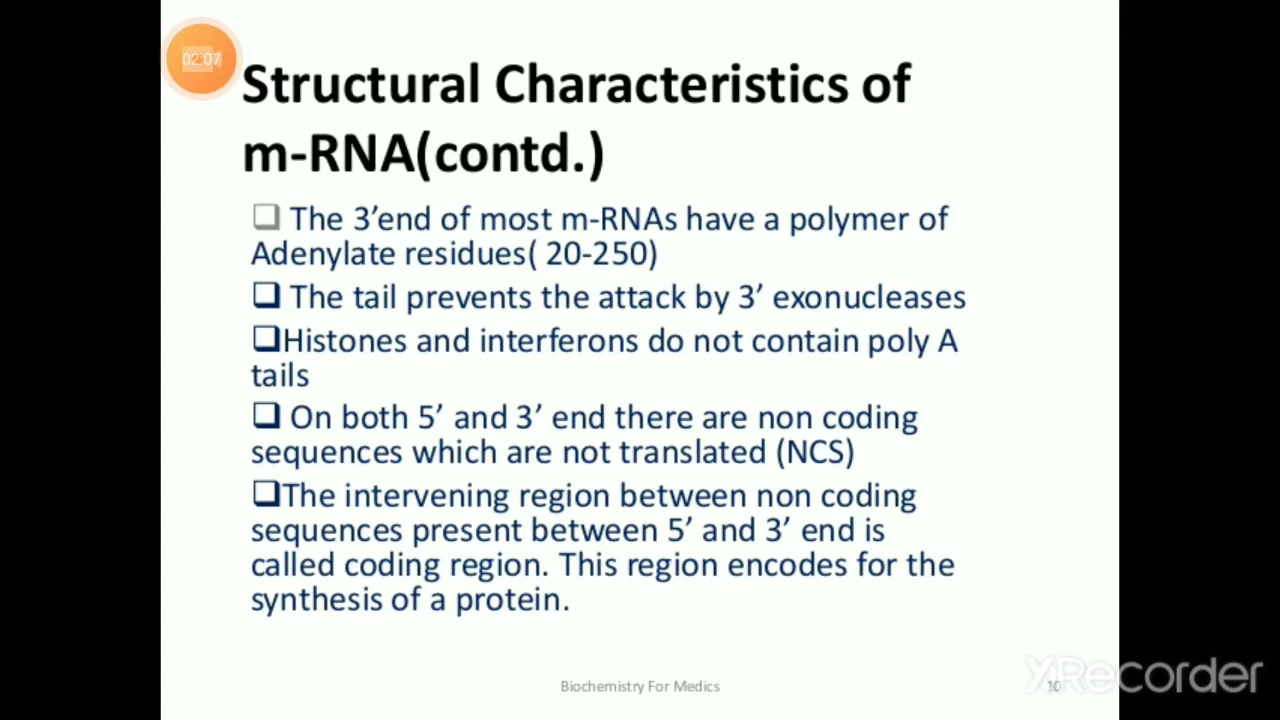 02:07
Structural Characteristics of
m-RNA(contd.)
❑ The 3’end of most m-RNAs have a polymer of
Adenylate residues( 20-250)
❑ The tail prevents the attack by 3’ exonucleases
❑Histones and interferons do not contain poly A
tails
❑ On both 5’ and 3’ end there are non coding
sequences which are not translated (NCS)
❑The intervening region between non coding
sequences present between 5’ and 3’ end is
called coding region. This region encodes for the
synthesis of a protein.
Biochemistry For Medics
10
XRecorder